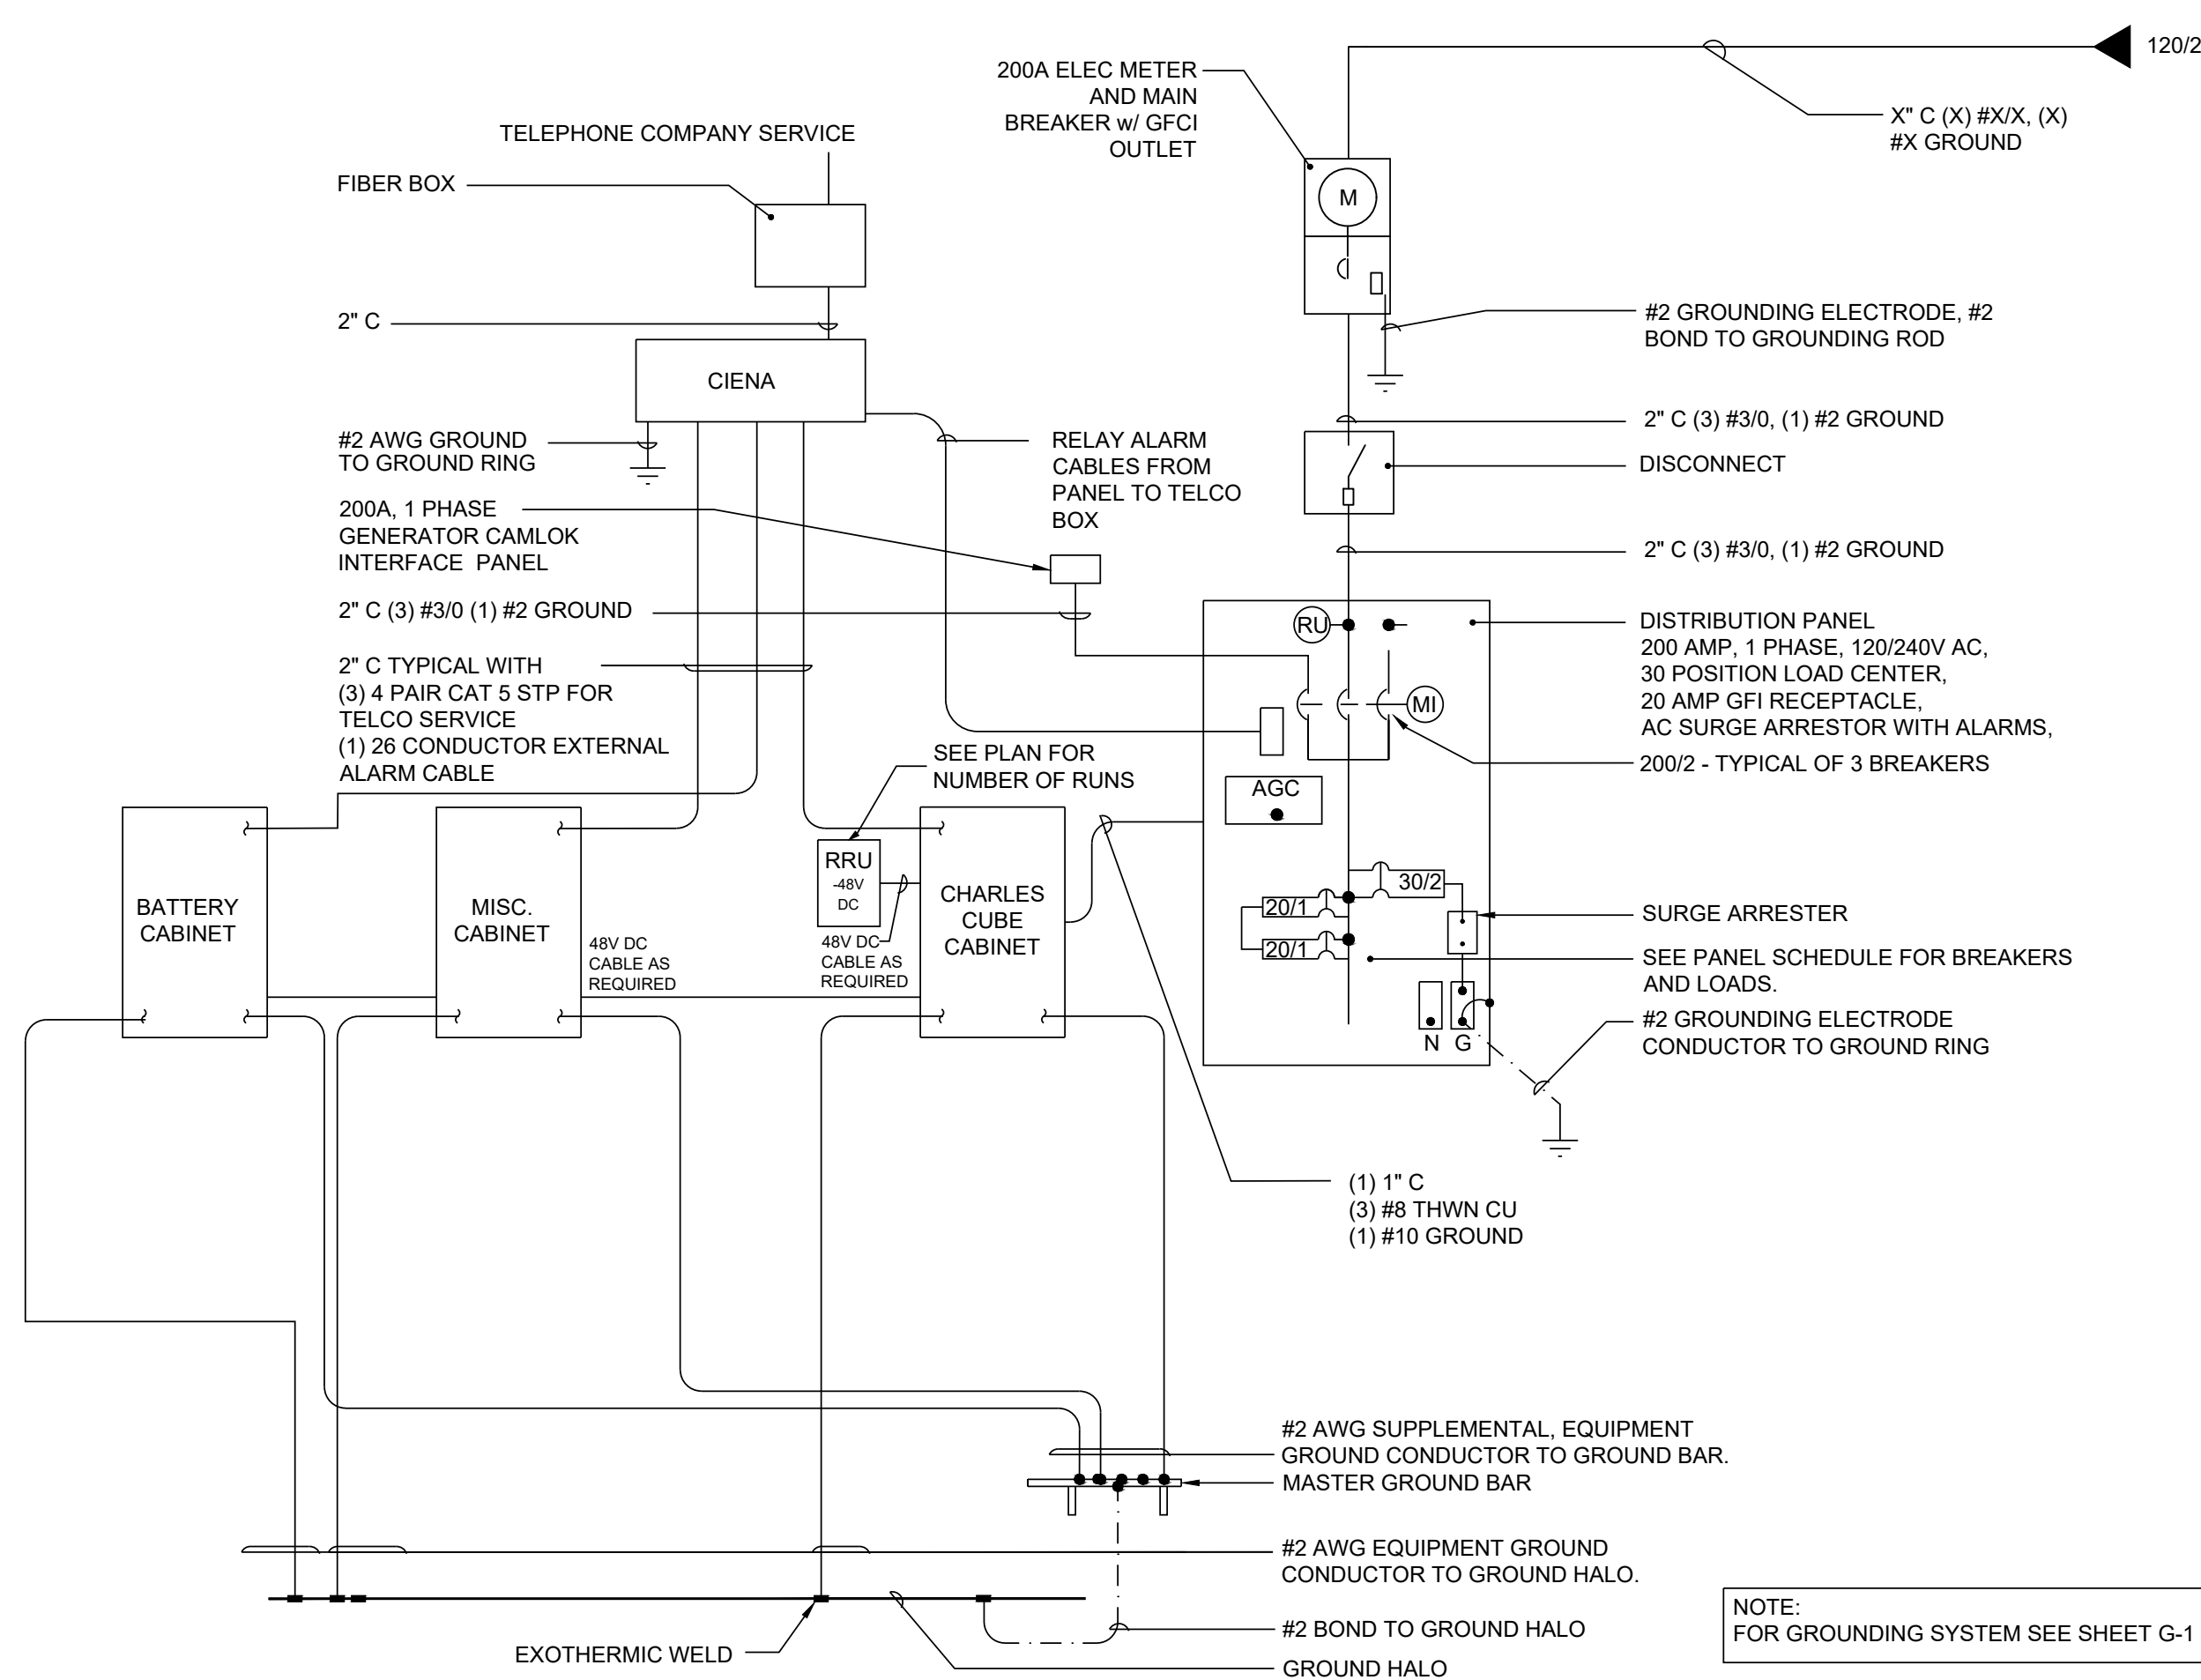 120/2
200A ELEC METER
AND MAIN
BREAKER w/ GFCI
OUTLET
X" C (X) #X/X, (X)
#X GROUND
TELEPHONE COMPANY SERVICE
FIBER BOX
M
2" C
#2 GROUNDING ELECTRODE, #2
BOND TO GROUNDING ROD
CIENA
2" C (3) #3/0, (1) #2 GROUND
#2 AWG GROUND
TO GROUND RING
RELAY ALARM
CABLES FROM
PANEL TO TELCO
BOX
DISCONNECT
200A, 1 PHASE
GENERATOR CAMLOK
INTERFACE PANEL
2" C (3) #3/0, (1) #2 GROUND
2" C (3) #3/0 (1) #2 GROUND
RU
DISTRIBUTION PANEL
200 AMP, 1 PHASE, 120/240V AC,
30 POSITION LOAD CENTER,
20 AMP GFI RECEPTACLE,
AC SURGE ARRESTOR WITH ALARMS,
2" C TYPICAL WITH
(3) 4 PAIR CAT 5 STP FOR
TELCO SERVICE
(1) 26 CONDUCTOR EXTERNAL
ALARM CABLE
MI
SEE PLAN FOR
NUMBER OF RUNS
200/2 - TYPICAL OF 3 BREAKERS
AGC
RRU
-48V
DC
BATTERY
CABINET
MISC.
CABINET
CHARLES
CUBE
CABINET
30/2
20/1
20/1
SURGE ARRESTER
48V DC
CABLE AS
REQUIRED
48V DC
CABLE AS
REQUIRED
SEE PANEL SCHEDULE FOR BREAKERS
AND LOADS.
N G
#2 GROUNDING ELECTRODE
CONDUCTOR TO GROUND RING
(1) 1" C
(3) #8 THWN CU
(1) #10 GROUND
#2 AWG SUPPLEMENTAL, EQUIPMENT
GROUND CONDUCTOR TO GROUND BAR.
MASTER GROUND BAR
#2 AWG EQUIPMENT GROUND
CONDUCTOR TO GROUND HALO.
#2 BOND TO GROUND HALO
EXOTHERMIC WELD
GROUND HALO
NOTE:
FOR GROUNDING SYSTEM SEE SHEET G-1